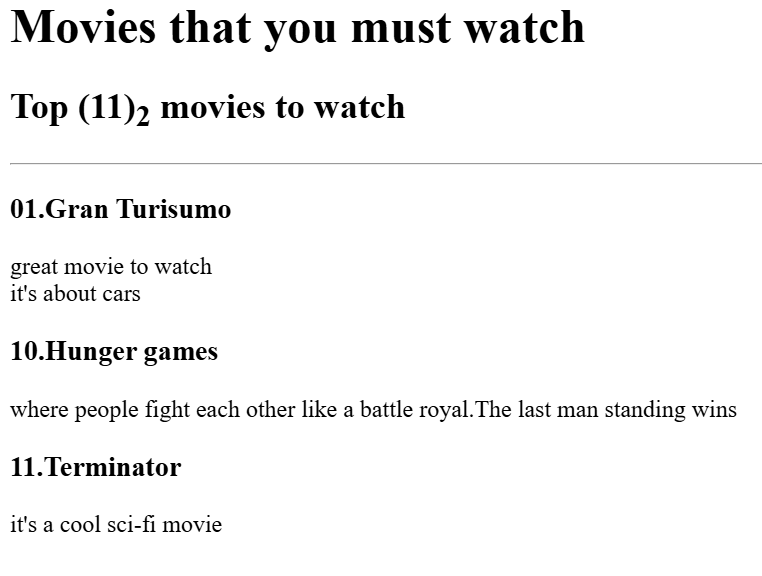 Movies that you must watch
Top (11)₂ movies to watch
01.Gran Turisumo
great movie to watch
it's about cars
10.Hunger games
where people fight each other like a battle royal.The last man standing wins
11.Terminator
it's a cool sci-fi movie